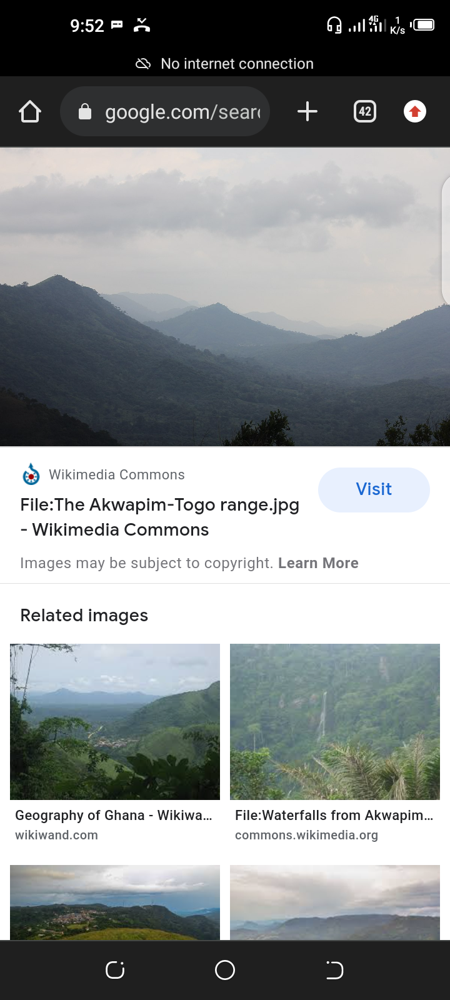 9:52
4G
1
K/s
No internet connection
google.com/sear
42
Wikimedia Commons
Visit
File:The Akwapim-Togo range.jpg
- Wikimedia Commons
Images may be subject to copyright. Learn More
Related images
Geography of Ghana - Wikiwa...
File:Waterfalls from Akwapim...
wikiwand.com
commons.wikimedia.org